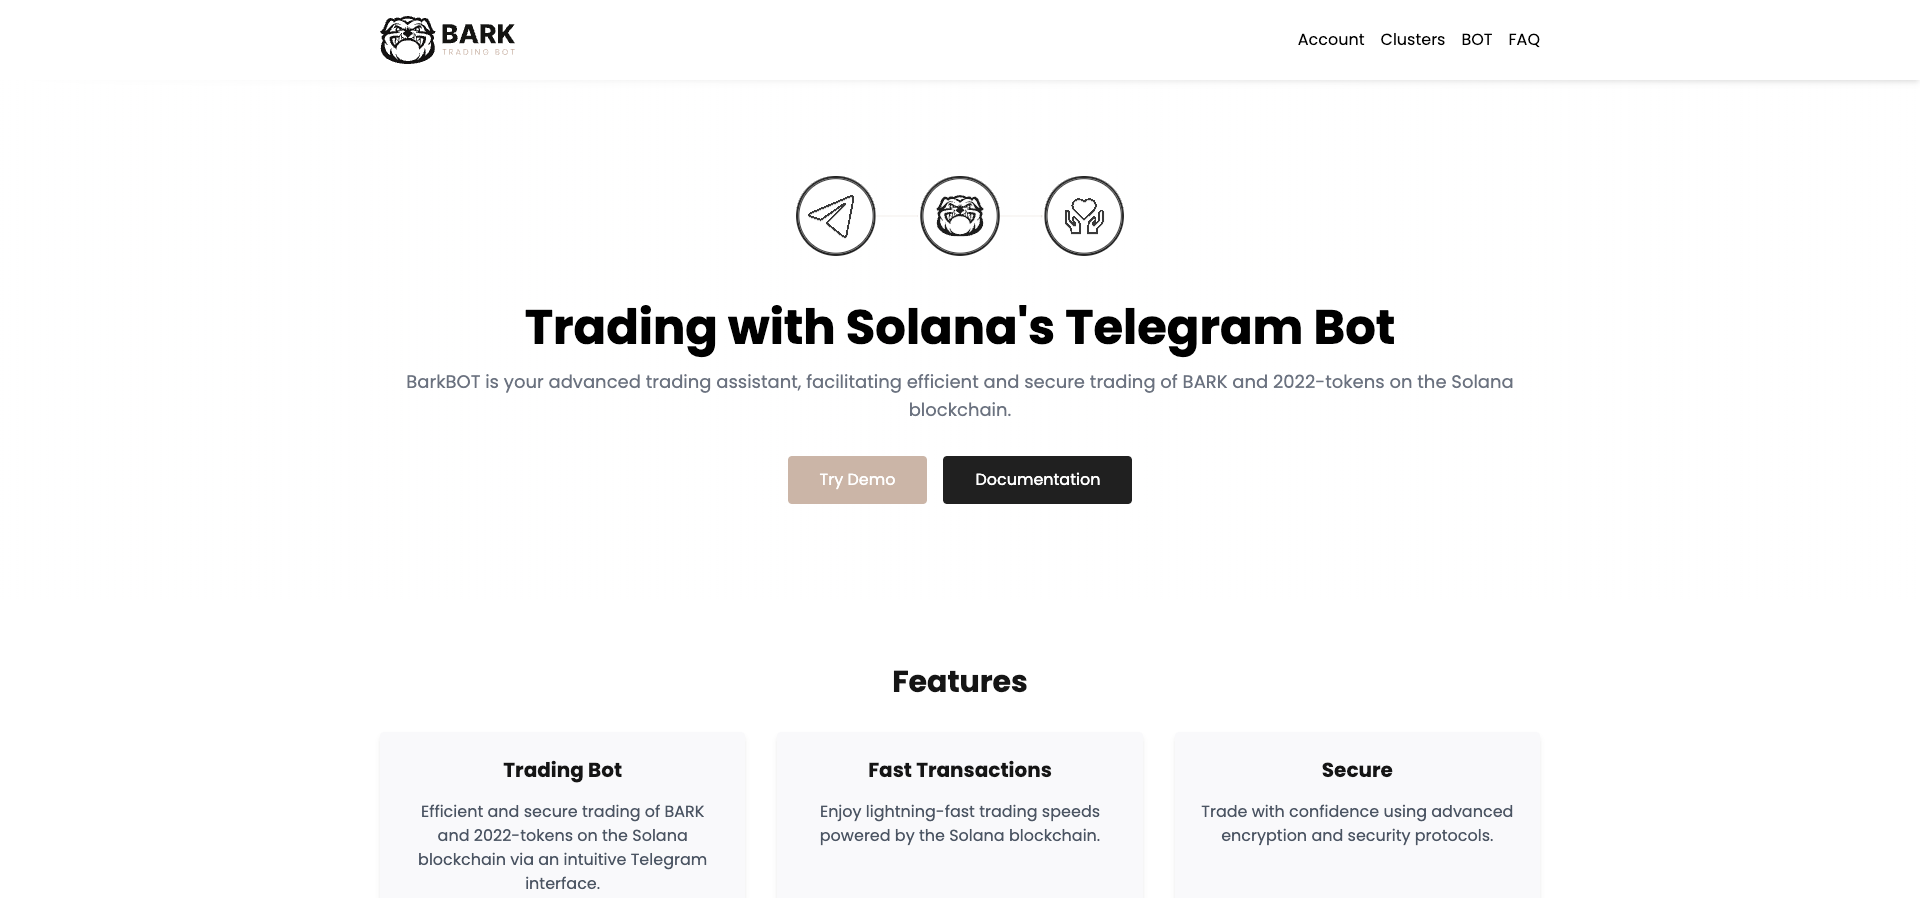 BARK
TRADING BOT
Account Clusters BOT FAQ
Trading with Solana's Telegram Bot
BarkBOT is your advanced trading assistant, facilitating efficient and secure trading of BARK and 2022-tokens on the Solana
blockchain.
Try Demo Documentation
Features
Trading Bot
Efficient and secure trading of BARK
and 2022-tokens on the Solana
blockchain via an intuitive Telegram
interface.
Fast Transactions
Enjoy lightning-fast trading speeds
powered by the Solana blockchain.
Secure
Trade with confidence using advanced
encryption and security protocols.